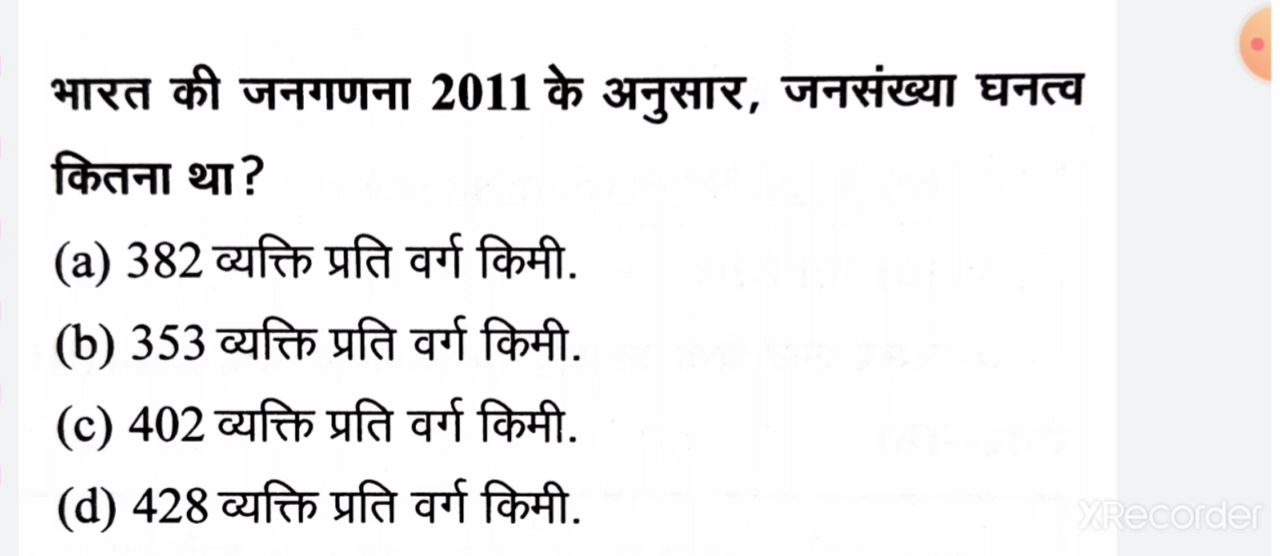 भारत की जनगणना 2011 के अनुसार, जनसंख्या घनत्व
कितना था?
(a) 382 व्यक्ति प्रति वर्ग किमी.
(b) 353 व्यक्ति प्रति वर्ग किमी.
(c) 402 व्यक्ति प्रति वर्ग किमी.
(d) 428 व्यक्ति प्रति वर्ग किमी.
XRecorder